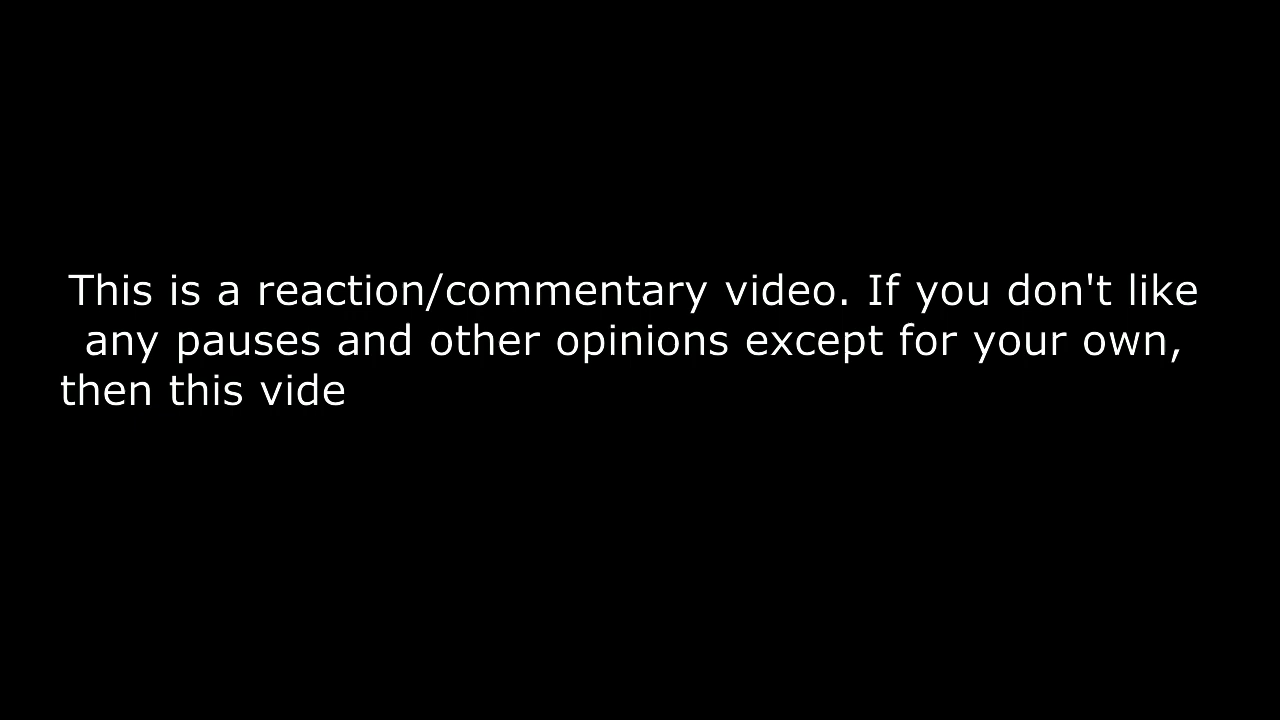 This is a reaction/commentary video. If you don't like
any pauses and other opinions except for your own,
then this vide